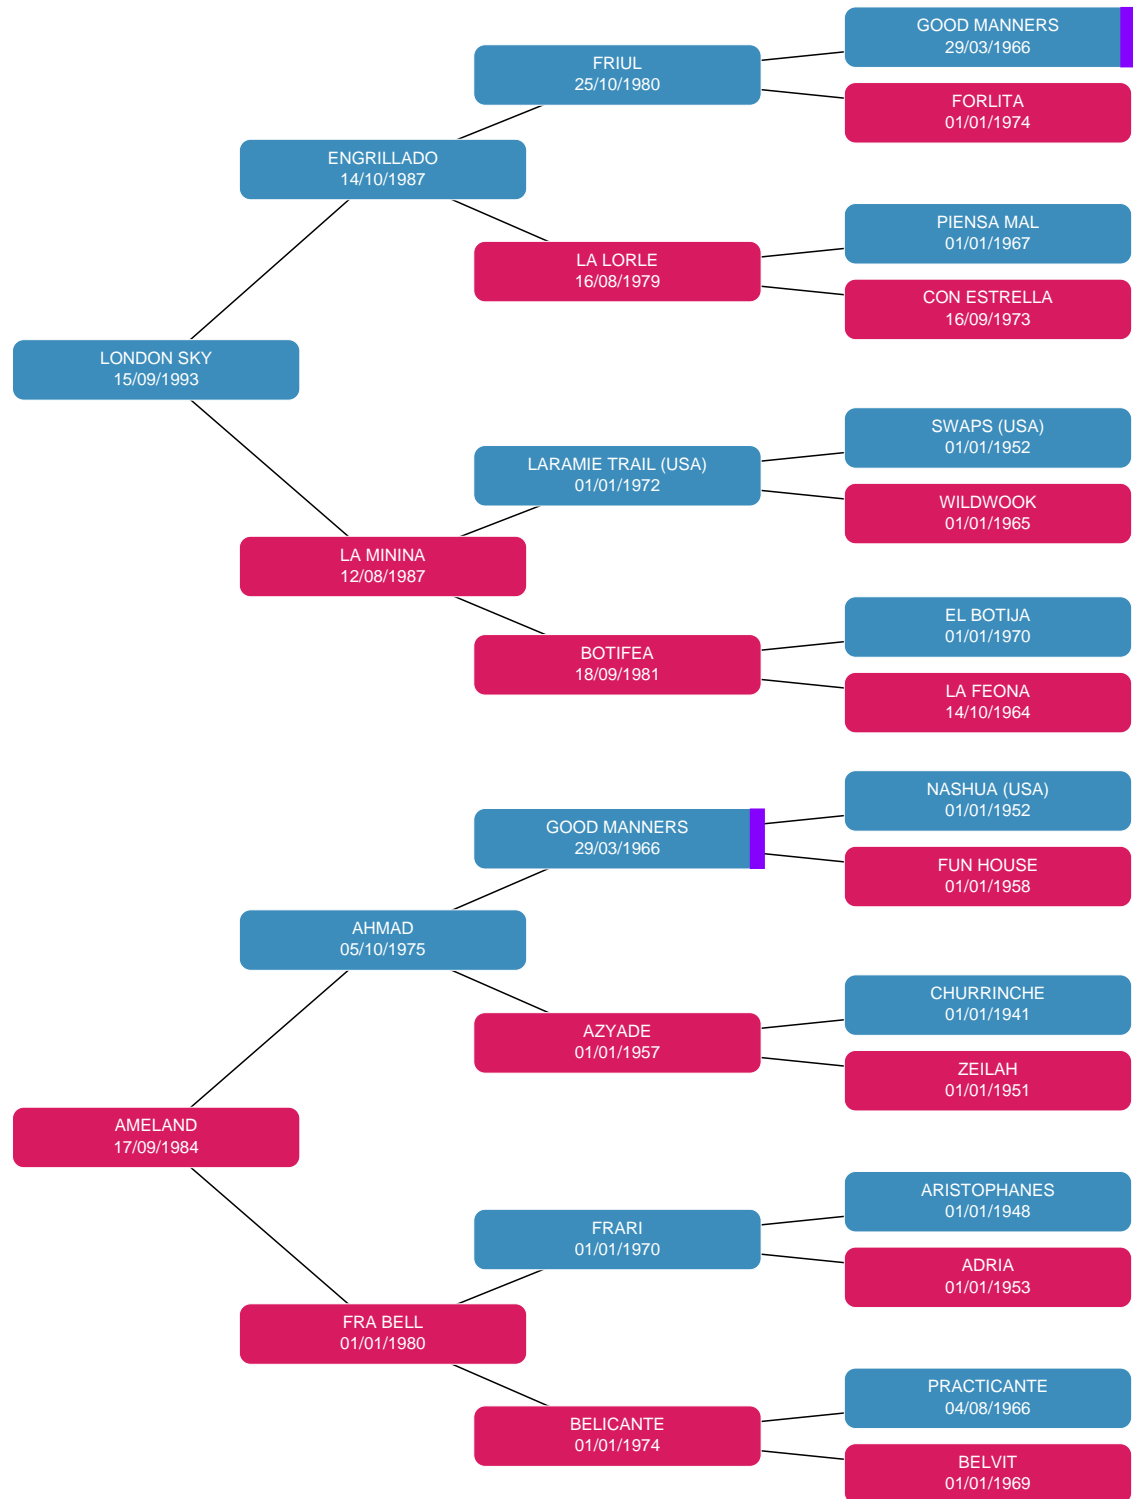 GOOD MANNERS
29/03/1966
FRIUL
25/10/1980
FORLITA
01/01/1974
ENGRILLADO
14/10/1987
PIENSA MAL
01/01/1967
LA LORLE
16/08/1979
CON ESTRELLA
16/09/1973
LONDON SKY
15/09/1993
SWAPS (USA)
01/01/1952
LARAMIE TRAIL (USA)
01/01/1972
WILDWOOK
01/01/1965
LA MININA
12/08/1987
EL BOTIJA
01/01/1970
BOTIFEA
18/09/1981
LA FEONA
14/10/1964
NASHUA (USA)
01/01/1952
GOOD MANNERS
29/03/1966
FUN HOUSE
01/01/1958
AHMAD
05/10/1975
CHURRINCHE
01/01/1941
AZYADE
01/01/1957
ZEILAH
01/01/1951
AMELAND
17/09/1984
ARISTOPHANES
01/01/1948
FRARI
01/01/1970
ADRIA
01/01/1953
FRA BELL
01/01/1980
PRACTICANTE
04/08/1966
BELICANTE
01/01/1974
BELVIT
01/01/1969